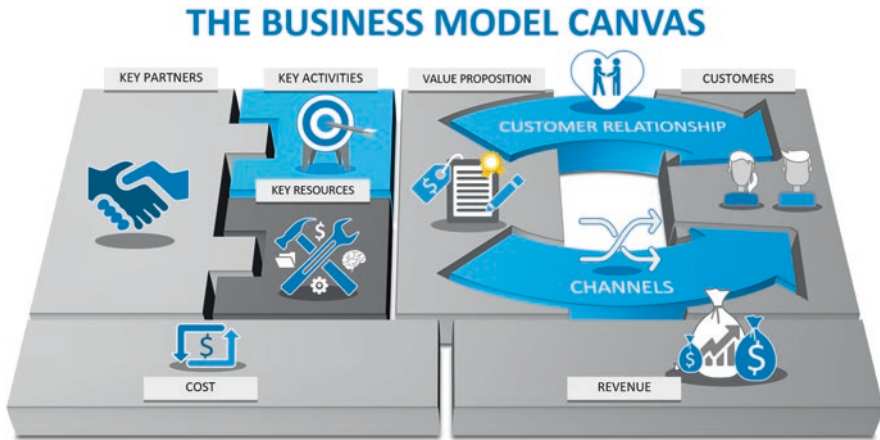 THE BUSINESS MODEL CANVAS
KEY PARTNERS
KEY ACTIVITIES
VALUE PROPOSITION
CUSTOMERS
CUSTOMER RELATIONSHIP
$
KEY RESOURCES
$
CHANNELS
$
COST
REVENUE
$
$